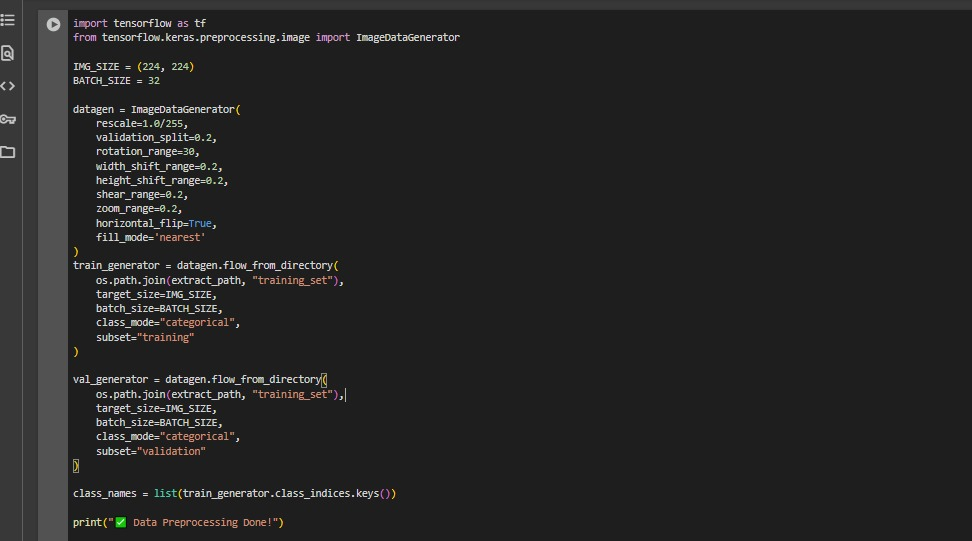 import tensorflow as tf
from tensorflow.keras.preprocessing.image import ImageDataGenerator

IMG_SIZE = (224, 224)
BATCH_SIZE = 32

datagen = ImageDataGenerator(
    rescale=1.0/255,
    validation_split=0.2,
    rotation_range=30,
    width_shift_range=0.2,
    height_shift_range=0.2,
    shear_range=0.2,
    zoom_range=0.2,
    horizontal_flip=True,
    fill_mode='nearest'
)
train_generator = datagen.flow_from_directory(
    os.path.join(extract_path, "training_set"),
    target_size=IMG_SIZE,
    batch_size=BATCH_SIZE,
    class_mode="categorical",
    subset="training"
)

val_generator = datagen.flow_from_directory(
    os.path.join(extract_path, "training_set"),
    target_size=IMG_SIZE,
    batch_size=BATCH_SIZE,
    class_mode="categorical",
    subset="validation"
)

class_names = list(train_generator.class_indices.keys())

print("✅ Data Preprocessing Done!")